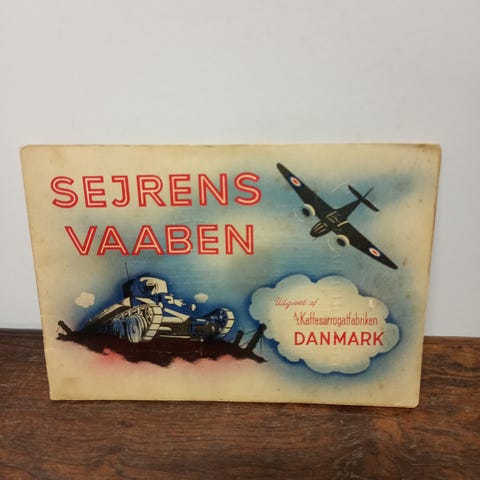 SEJRENS
VAABEN
Udgivet af
A/S Kaffesurrogatfabriken
DANMARK